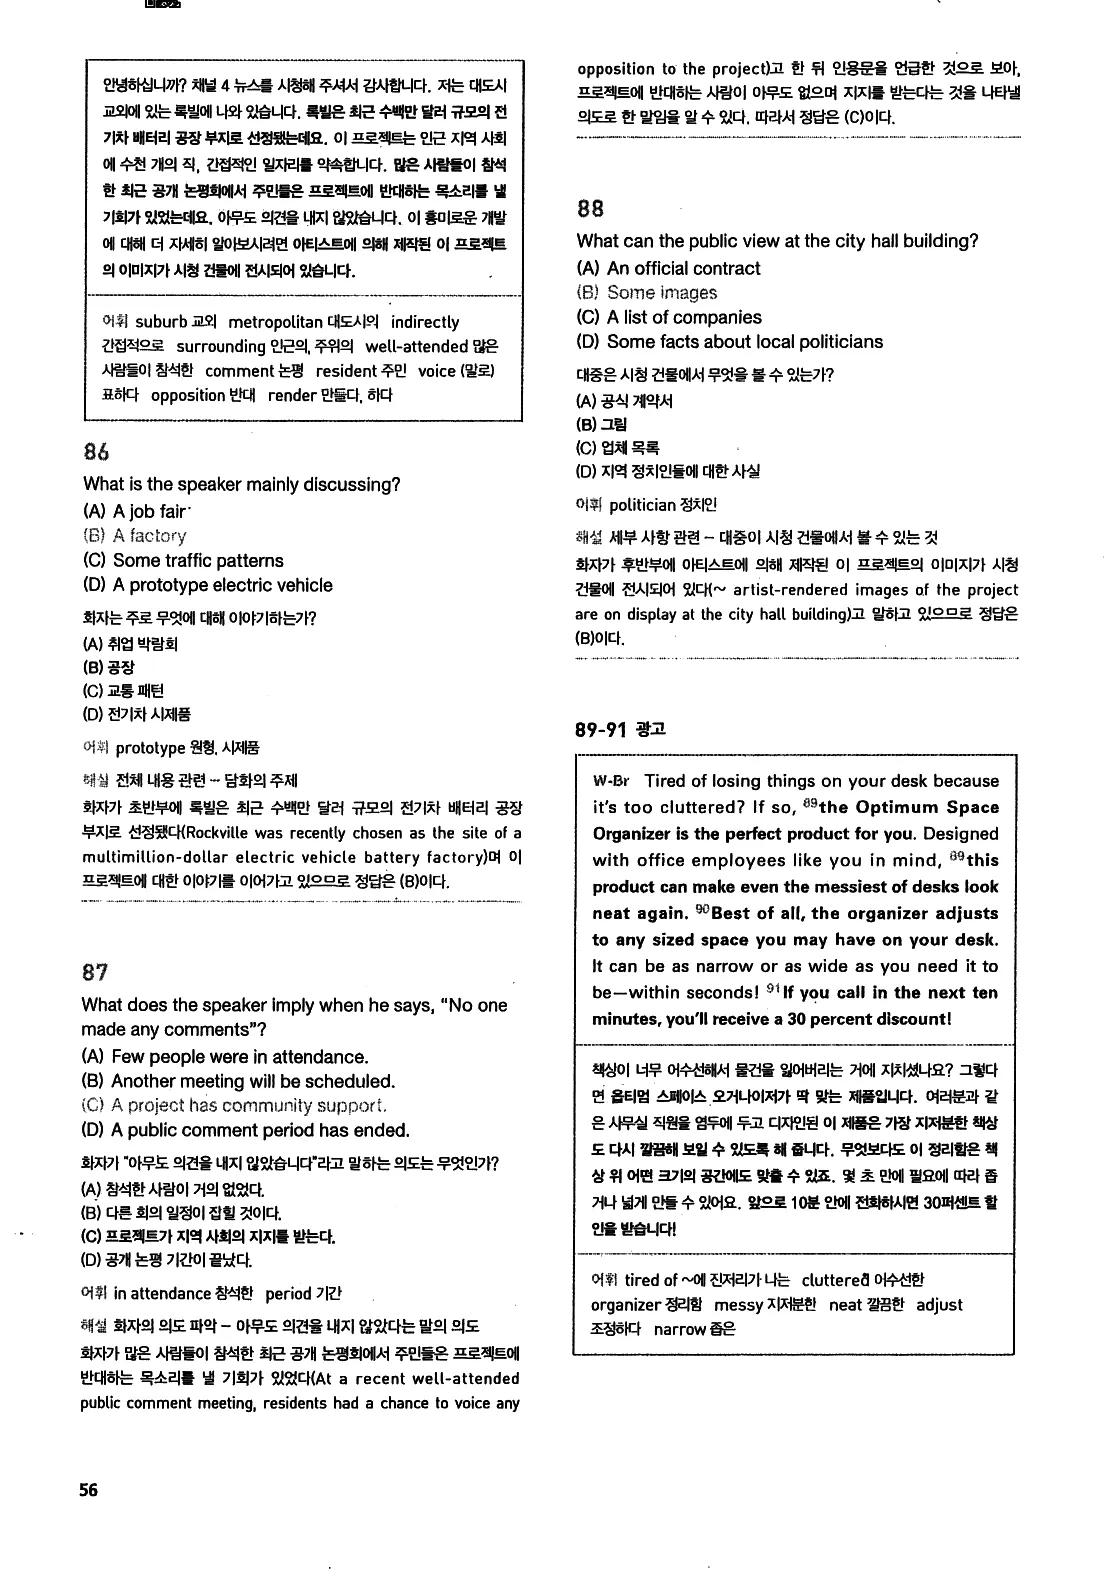 안녕하십니까? 채널 4 뉴스를 시청해 주셔서 감사합니다. 저는 대도시
교외에 있는 록빌에 나와 있습니다. 록빌은 최근 수백만 달러 규모의 전
기차 배터리 공장 부지로 선정됐는데요. 이 프로젝트는 인근 지역 사회
에 수천 개의 직, 간접적인 일자리를 약속합니다. 많은 사람들이 참석
한 최근 공개 논평회에서 주민들은 프로젝트에 반대하는 목소리를 낼
기회가 있었는데요. 아무도 의견을 내지 않았습니다. 이 흥미로운 개발
에 대해 더 자세히 알아보시려면 아티스트에 의해 제작된 이 프로젝트
의 이미지가 시청 건물에 전시되어 있습니다.
어휘 suburb 교외 metropolitan 대도시의 indirectly
간접적으로 surrounding 인근의, 주위의 well-attended 많은
사람들이 참석한 comment 논평 resident 주민 voice (말로)
표하다 opposition 반대 render 만들다, 하다
86
What is the speaker mainly discussing?
(A) A job fair
(B) A factory
(C) Some traffic patterns
(D) A prototype electric vehicle
화자는 주로 무엇에 대해 이야기하는가?
(A) 취업 박람회
(B) 공장
(C) 교통 패턴
(D) 전기차 시제품
어휘 prototype 원형, 시제품
해설 전체 내용 관련 – 담화의 주제
화자가 초반부에 록빌은 최근 수백만 달러 규모의 전기차 배터리 공장
부지로 선정됐다(Rockville was recently chosen as the site of a
multimillion-dollar electric vehicle battery factory)며 이
프로젝트에 대한 이야기를 이어가고 있으므로 정답은 (B)이다.
87
What does the speaker imply when he says, "No one
made any comments"?
(A) Few people were in attendance.
(B) Another meeting will be scheduled.
(C) A project has community support.
(D) A public comment period has ended.
화자가 "아무도 의견을 내지 않았습니다"라고 말하는 의도는 무엇인가?
(A) 참석한 사람이 거의 없었다.
(B) 다른 회의 일정이 잡힐 것이다.
(C) 프로젝트가 지역 사회의 지지를 받는다.
(D) 공개 논평 기간이 끝났다.
어휘 in attendance 참석한 period 기간
해설 화자의 의도 파악 – 아무도 의견을 내지 않았다는 말의 의도
화자가 많은 사람들이 참석한 최근 공개 논평회에서 주민들은 프로젝트에
반대하는 목소리를 낼 기회가 있었다(At a recent well-attended
public comment meeting, residents had a chance to voice any
56
opposition to the project)고 한 뒤 인용문을 언급한 것으로 보아,
프로젝트에 반대하는 사람이 아무도 없으며 지지를 받는다는 것을 나타낼
의도로 한 말임을 알 수 있다. 따라서 정답은 (C)이다.
88
What can the public view at the city hall building?
(A) An official contract
(B) Some images
(C) A list of companies
(D) Some facts about local politicians
대중은 시청 건물에서 무엇을 볼 수 있는가?
(A) 공식 계약서
(B) 그림
(C) 업체 목록
(D) 지역 정치인들에 대한 사실
어휘 politician 정치인
해설 세부 사항 관련 – 대중이 시청 건물에서 볼 수 있는 것
화자가 후반부에 아티스트에 의해 제작된 이 프로젝트의 이미지가 시청
건물에 전시되어 있다(~ artist-rendered images of the project
are on display at the city hall building)고 말하고 있으므로 정답은
(B)이다.
89-91 광고
W-Br Tired of losing things on your desk because
it's too cluttered? If so, 89the Optimum Space
Organizer is the perfect product for you. Designed
with office employees like you in mind, 89this
product can make even the messiest of desks look
neat again. 90Best of all, the organizer adjusts
to any sized space you may have on your desk.
It can be as narrow or as wide as you need it to
be—within seconds! 91If you call in the next ten
minutes, you'll receive a 30 percent discount!
책상이 너무 어수선해서 물건을 잃어버리는 거에 지치셨나요? 그렇다
면 옵티멈 스페이스 오거나이저가 딱 맞는 제품입니다. 여러분과 같
은 사무실 직원을 염두에 두고 디자인된 이 제품은 가장 지저분한 책상
도 다시 깔끔해 보일 수 있도록 해 줍니다. 무엇보다도 이 정리함은 책
상 위 어떤 크기의 공간에도 맞출 수 있죠. 몇 초 만에 필요에 따라 좁
거나 넓게 만들 수 있어요. 앞으로 10분 안에 전화하시면 30퍼센트 할
인을 받습니다!
어휘 tired of ~에 진저리가 나는 cluttered 어수선한
organizer 정리함 messy 지저분한 neat 깔끔한 adjust
조정하다 narrow 좁은